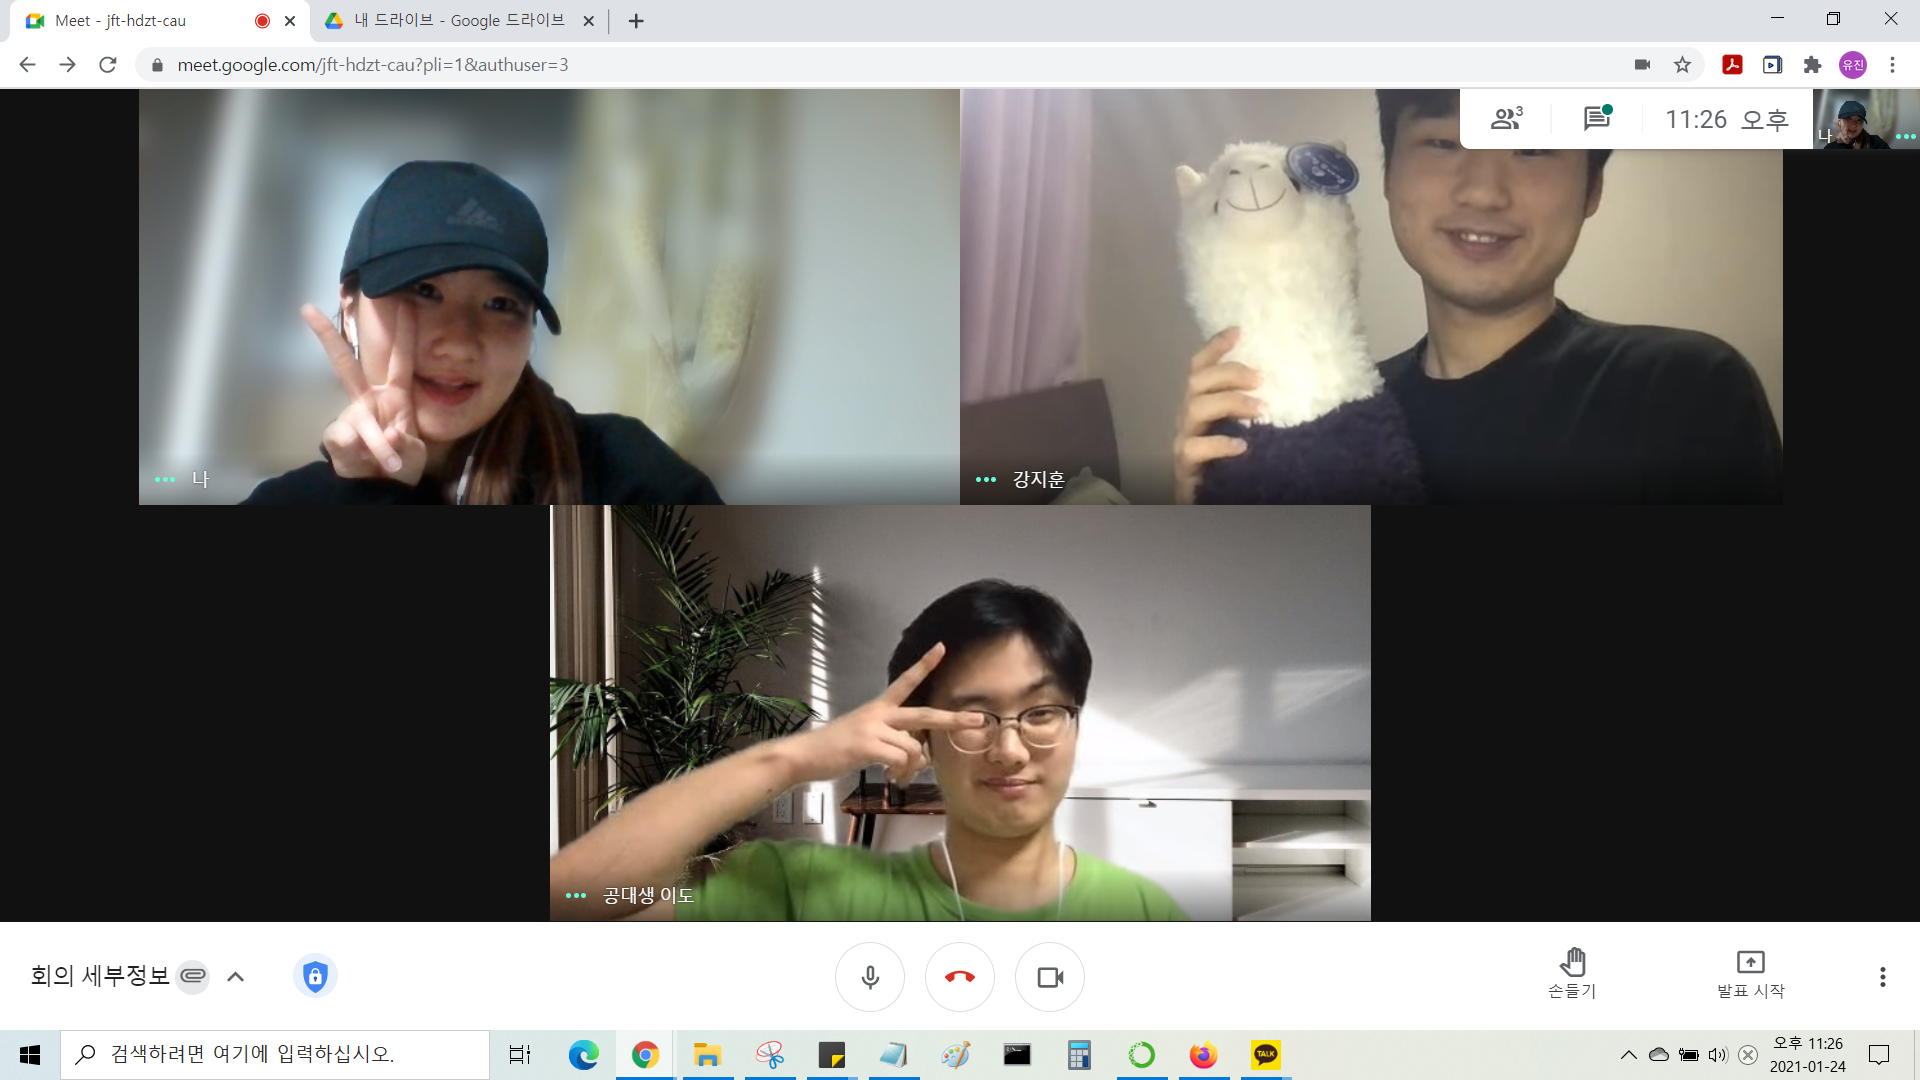 Meet - jft-hdzt-cau
내 드라이브 - Google 드라이브
meet.google.com/jft-hdzt-cau?pli=1&authuser=3
유진
3
11:26 오후
나
나
강지훈
공대생 이도
회의 세부정보
손들기
발표 시작
검색하려면 여기에 입력하십시오.
TALK
오후 11:26
2021-01-24